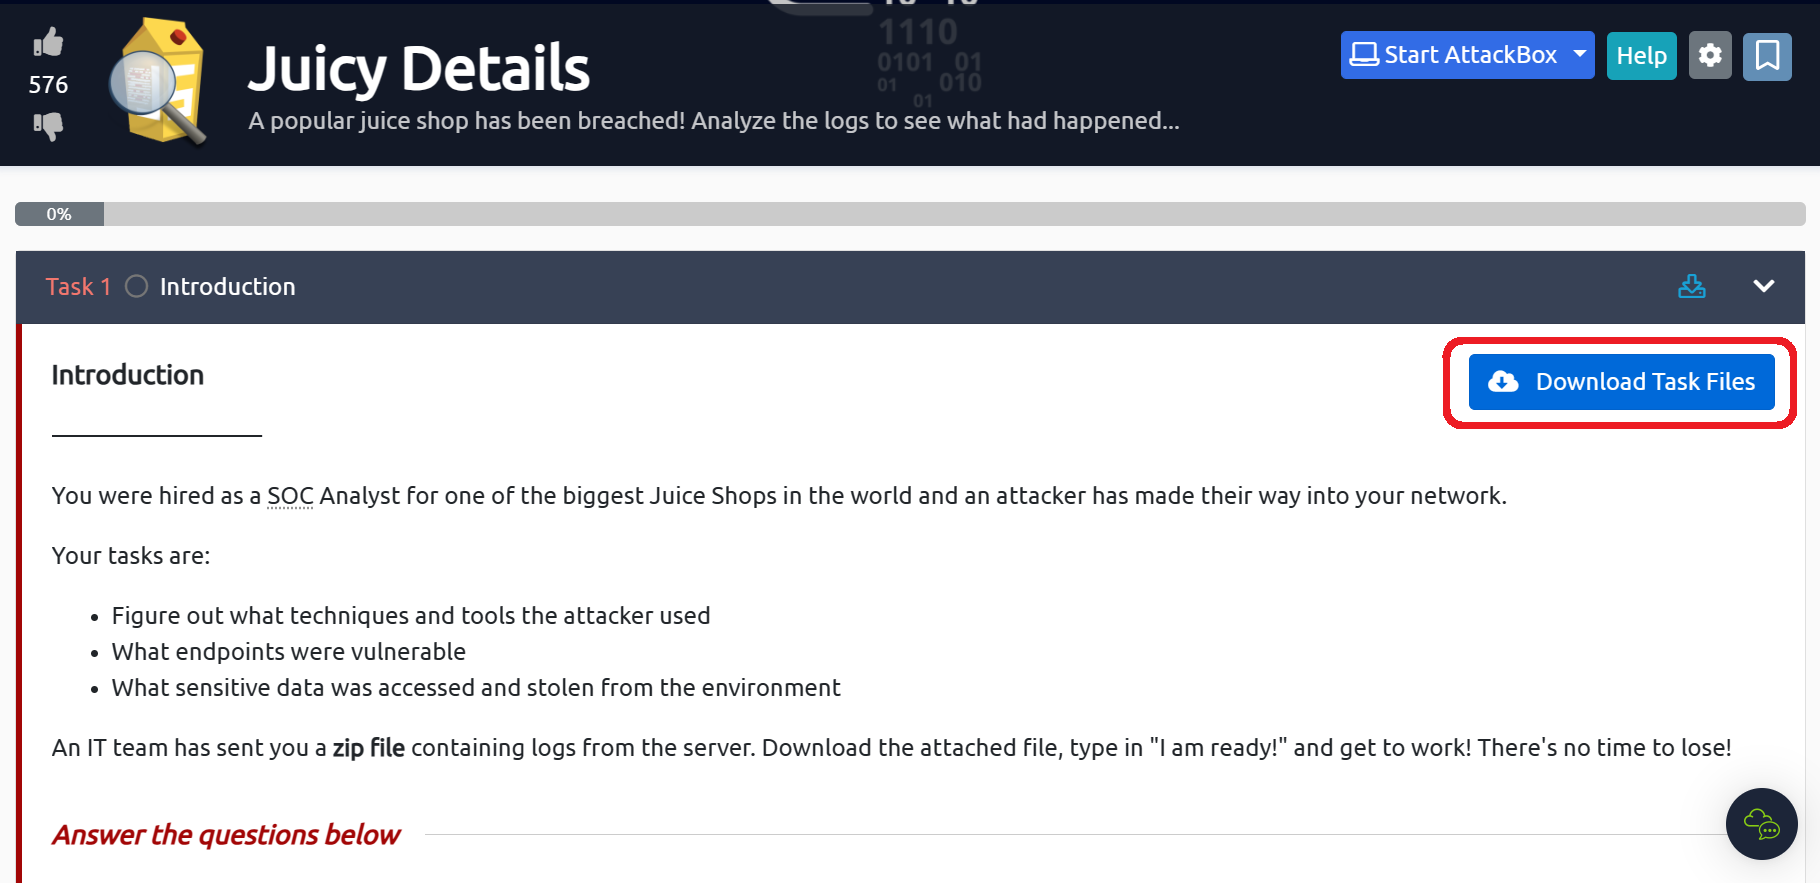 1110
0101 01
01 010
01
576
Juicy Details
A popular juice shop has been breached! Analyze the logs to see what had happened...
Start AttackBox
Help
0%
Task 1 Introduction
Introduction
Download Task Files
You were hired as a SOC Analyst for one of the biggest Juice Shops in the world and an attacker has made their way into your network.
Your tasks are:
• Figure out what techniques and tools the attacker used
• What endpoints were vulnerable
• What sensitive data was accessed and stolen from the environment
An IT team has sent you a zip file containing logs from the server. Download the attached file, type in "I am ready!" and get to work! There's no time to lose!
Answer the questions below